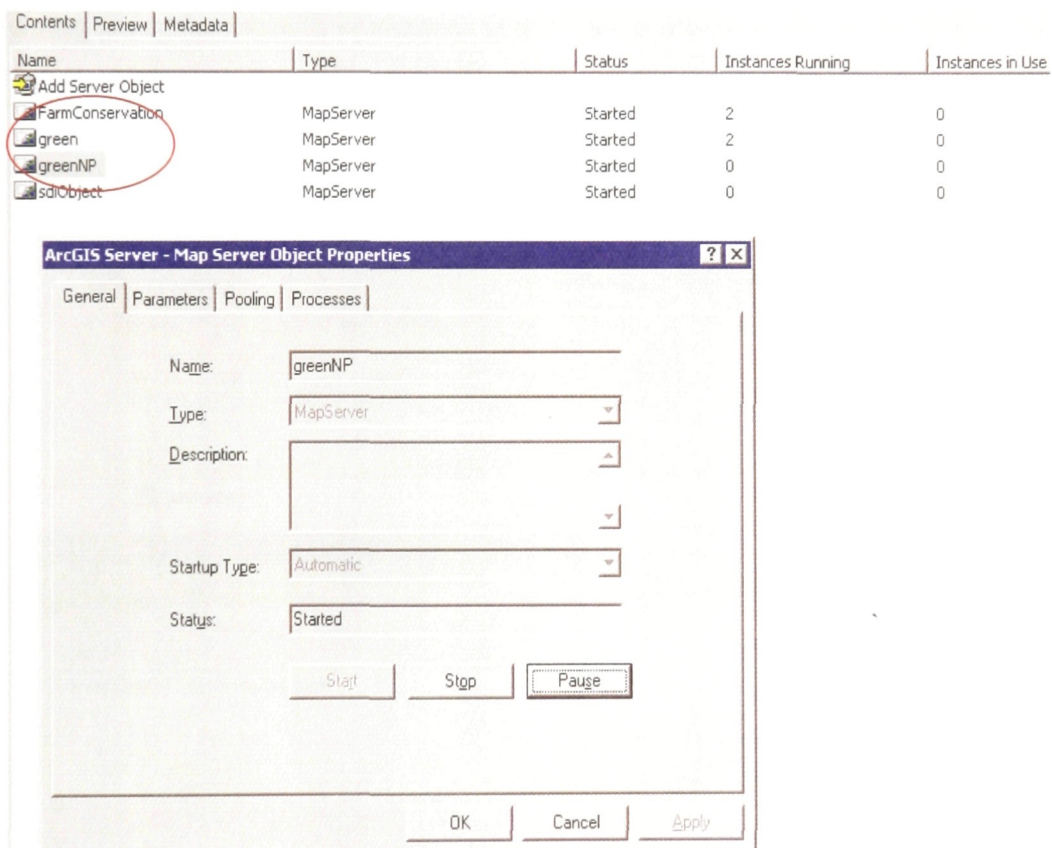 Contents Preview Metadata
Name Type Status Instances Running Instances in Use
Add Server Object
FarmConservation MapServer Started 2 0
green MapServer Started 2 0
greenNP MapServer Started 0 0
sdiObject MapServer Started 0 0
ArcGIS Server - Map Server Object Properties
General Parameters Pooling Processes
Name: greenNP
Type: MapServer
Description:
Startup Type: Automatic
Status: Started
Start Stop Pause
OK Cancel Apply